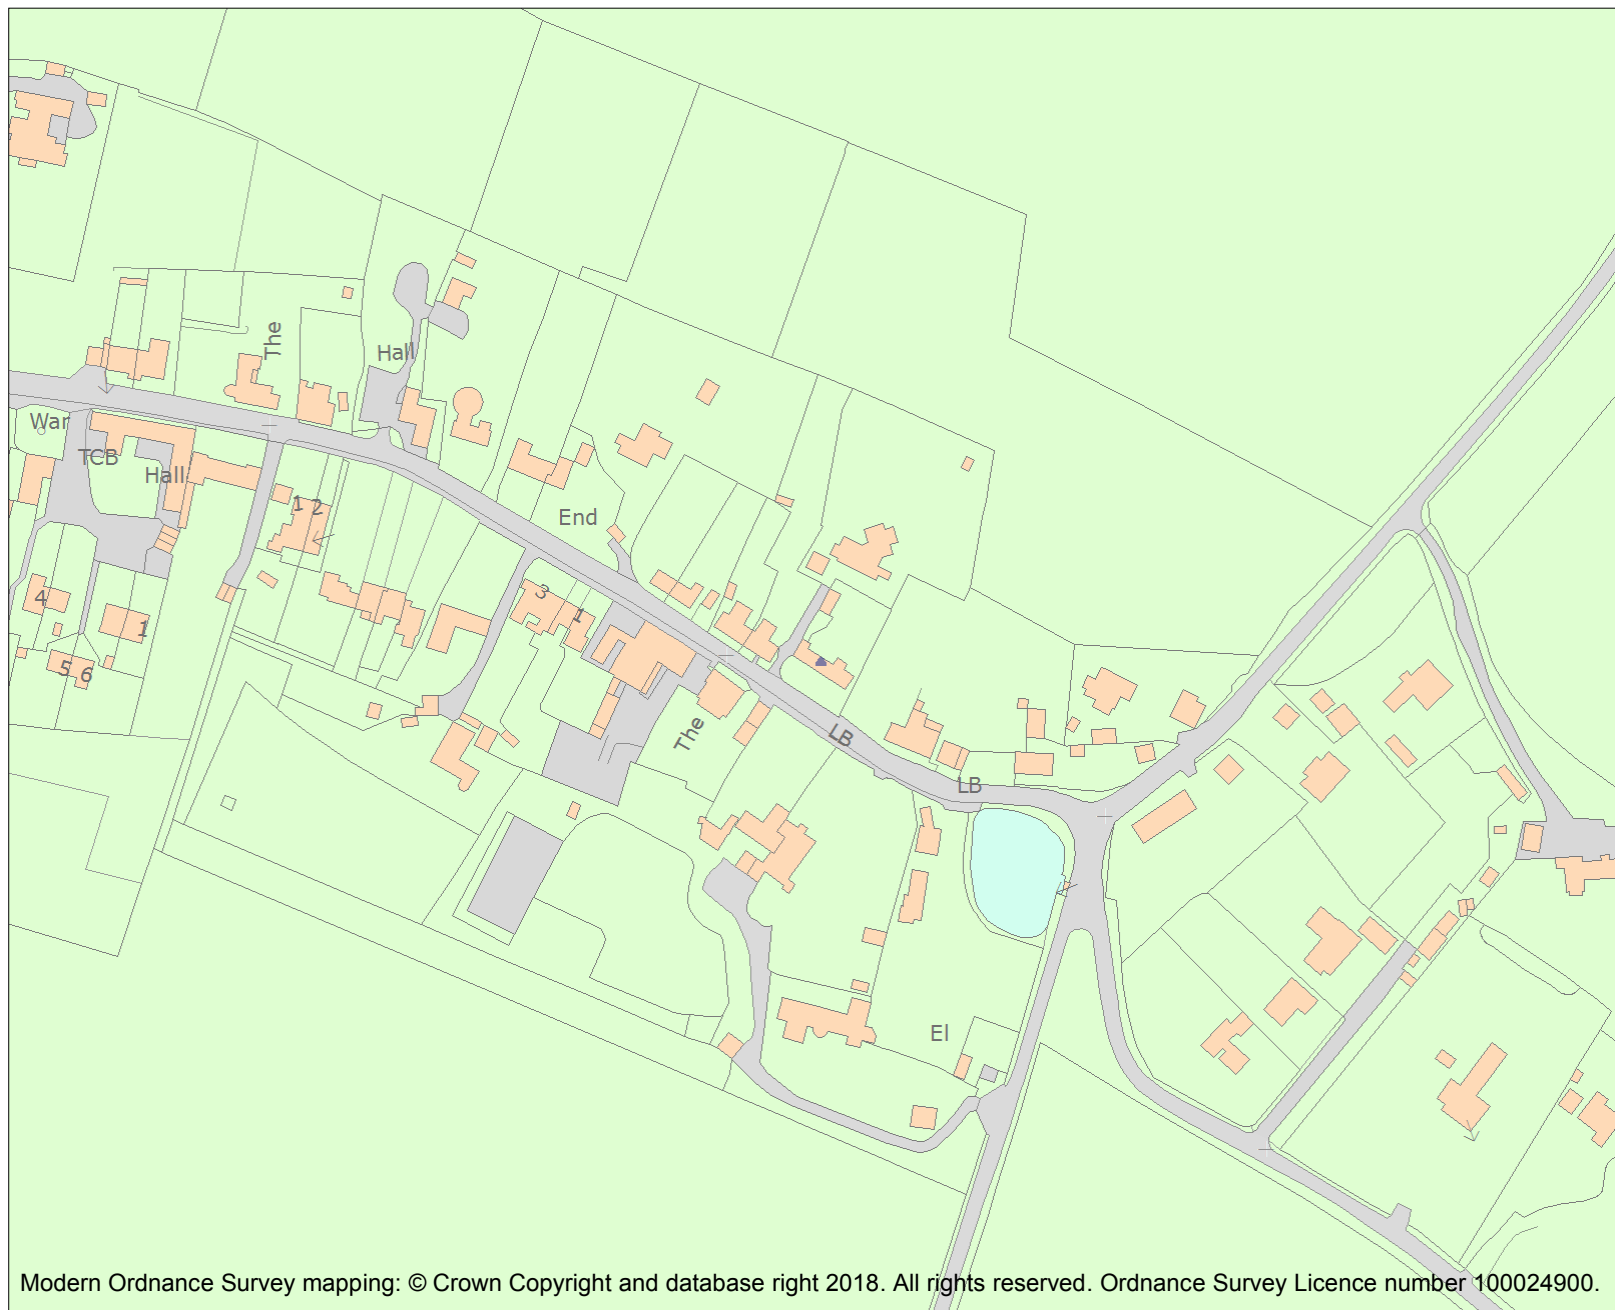 The
Hall
War
TCB
Hall
1 2
End
3
1
4
1
5 6
The
LB
LB
El
Modern Ordnance Survey mapping: © Crown Copyright and database right 2018. All rights reserved. Ordnance Survey Licence number 100024900.